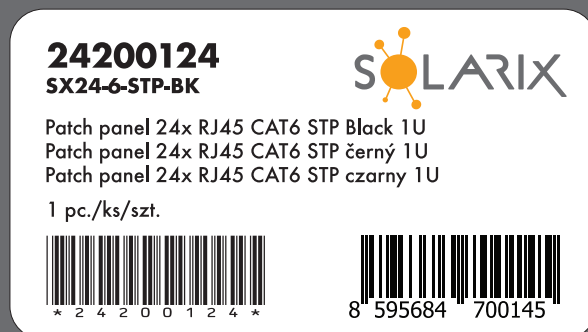 24200124
SX24-6-STP-BK
SOLARIX
Patch panel 24x RJ45 CAT6 STP Black 1U
Patch panel 24x RJ45 CAT6 STP černý 1U
Patch panel 24x RJ45 CAT6 STP czarny 1U
1 pc./ks/szt.
*24200124*
8 595684 700145